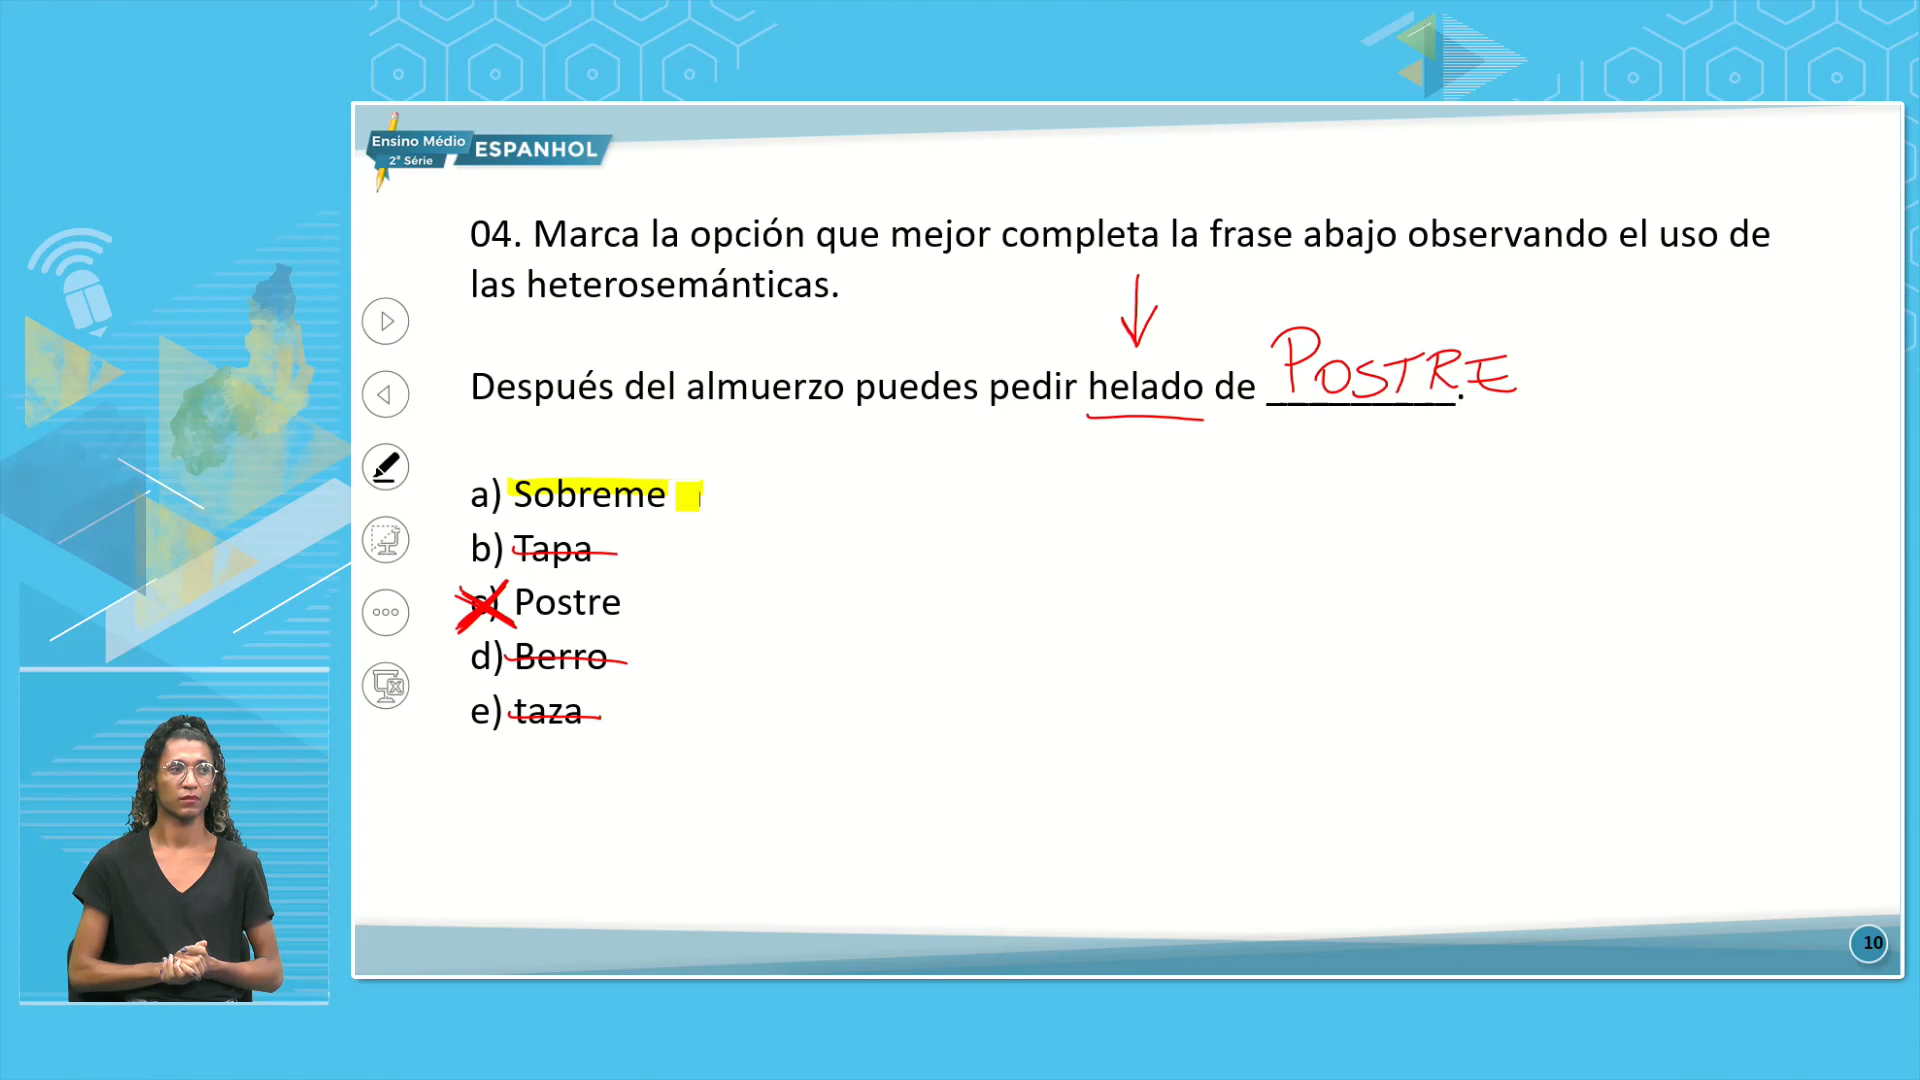 Ensino Médio
2ª Série
ESPANHOL
04. Marca la opción que mejor completa la frase abajo observando el uso de
las heterosemánticas.
Después del almuerzo puedes pedir helado de POSTRE.
a) Sobreme
b) Tapa
c) Postre
d) Berro
e) taza
10